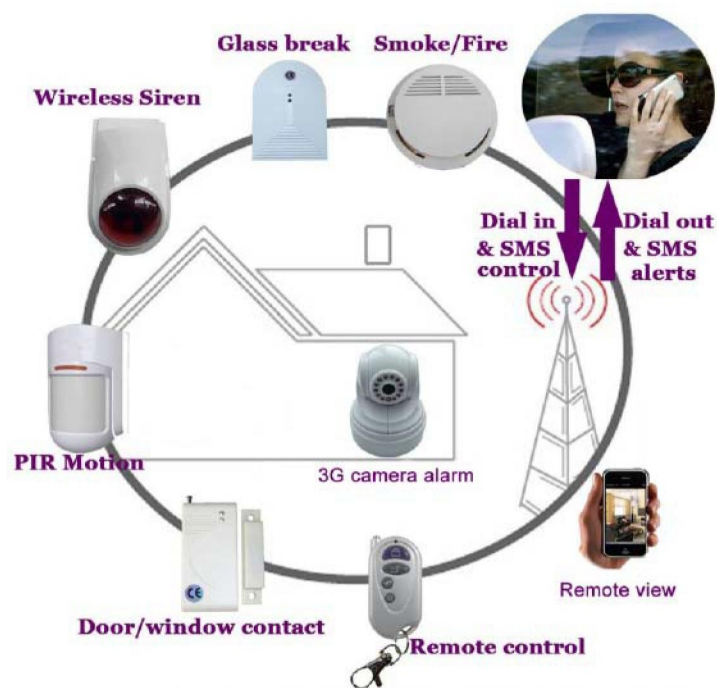 Glass break
Smoke/Fire
Wireless Siren
Dial in
& SMS
control
Dial out
& SMS
alerts
PIR Motion
3G camera alarm
Remote view
Door/window contact
Remote control